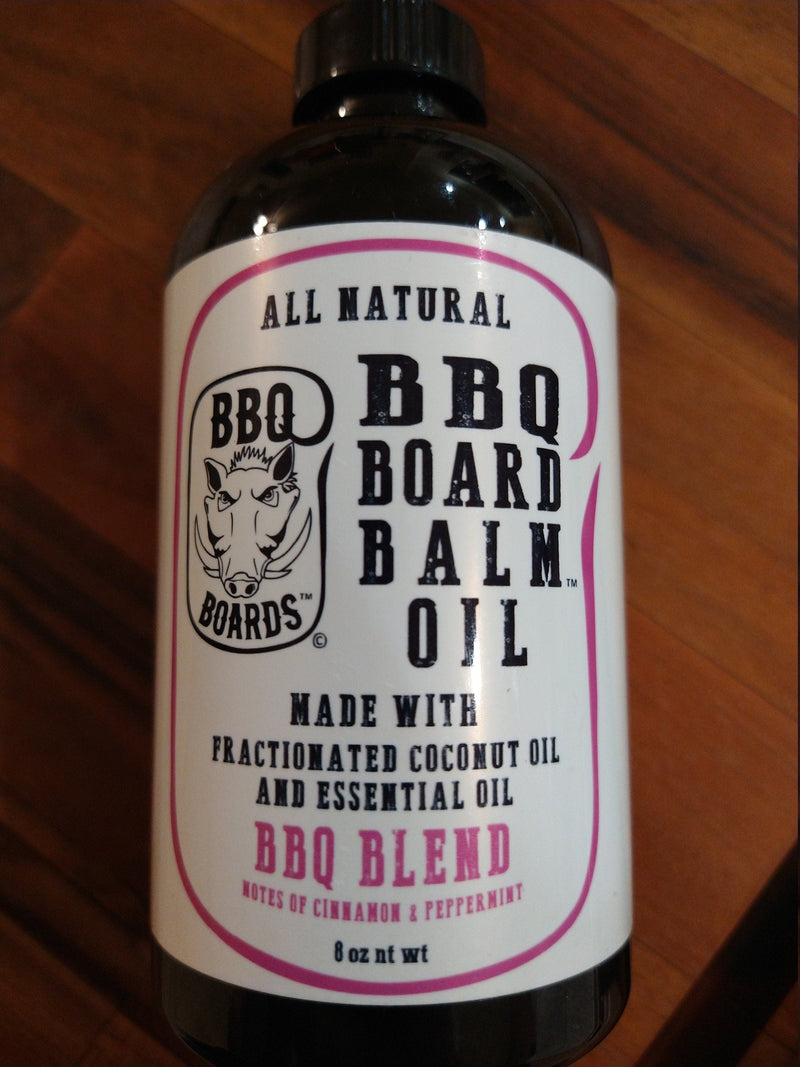 ALL NATURAL
BBQ
BOARDS™
©
BBQ
BOARD
BALM™
OIL
MADE WITH
FRACTIONATED COCONUT OIL
AND ESSENTIAL OIL
BBQ BLEND
NOTES OF CINNAMON & PEPPERMINT
8 oz nt wt